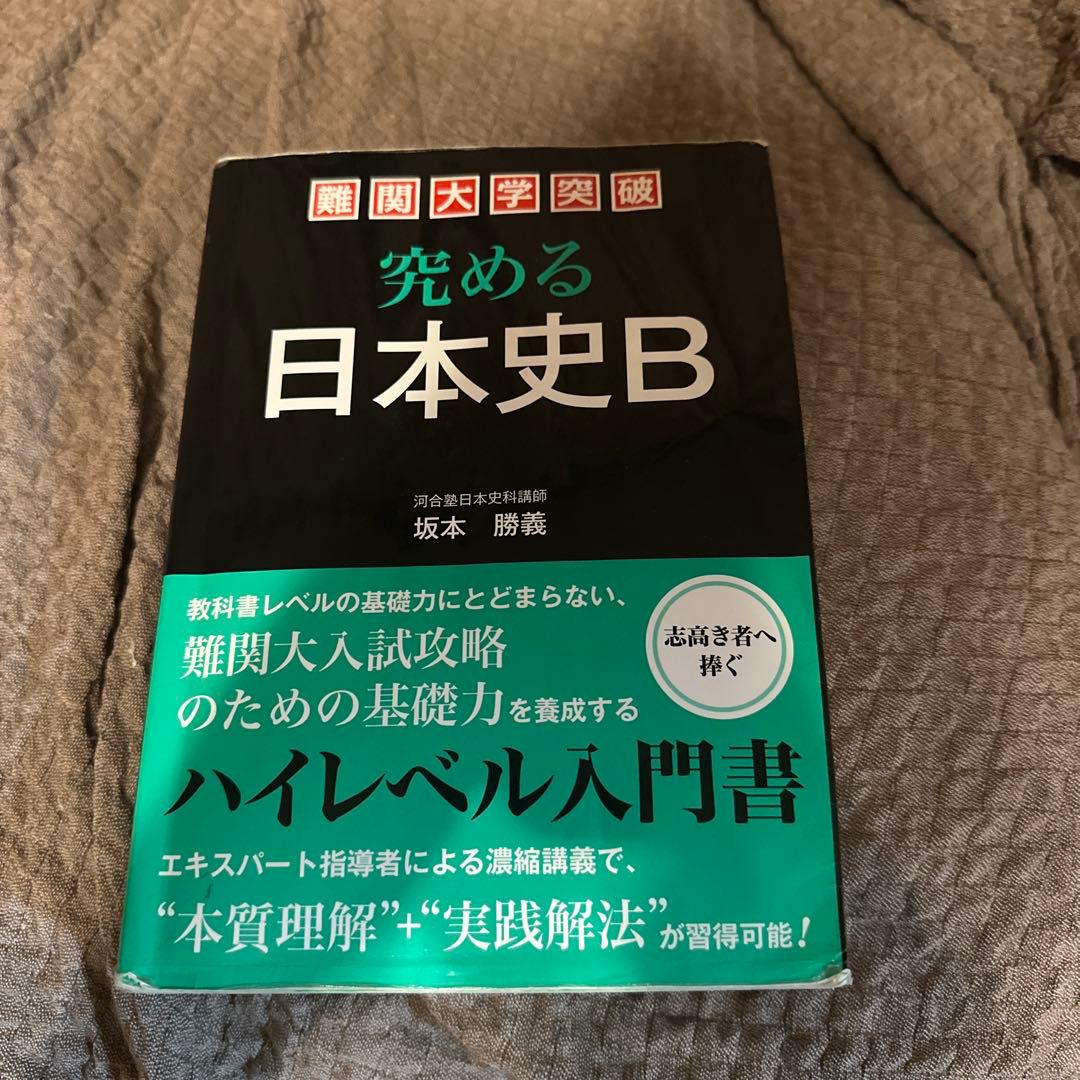 難関大学突破
究める
日本史B
河合塾日本史科講師
坂本 勝義
教科書レベルの基礎力にとどまらない、
難関大入試攻略
のための基礎力を養成する
志高き者へ
捧ぐ
ハイレベル入門書
エキスパート指導者による濃縮講義で、
“本質理解”+“実践解法”が習得可能!